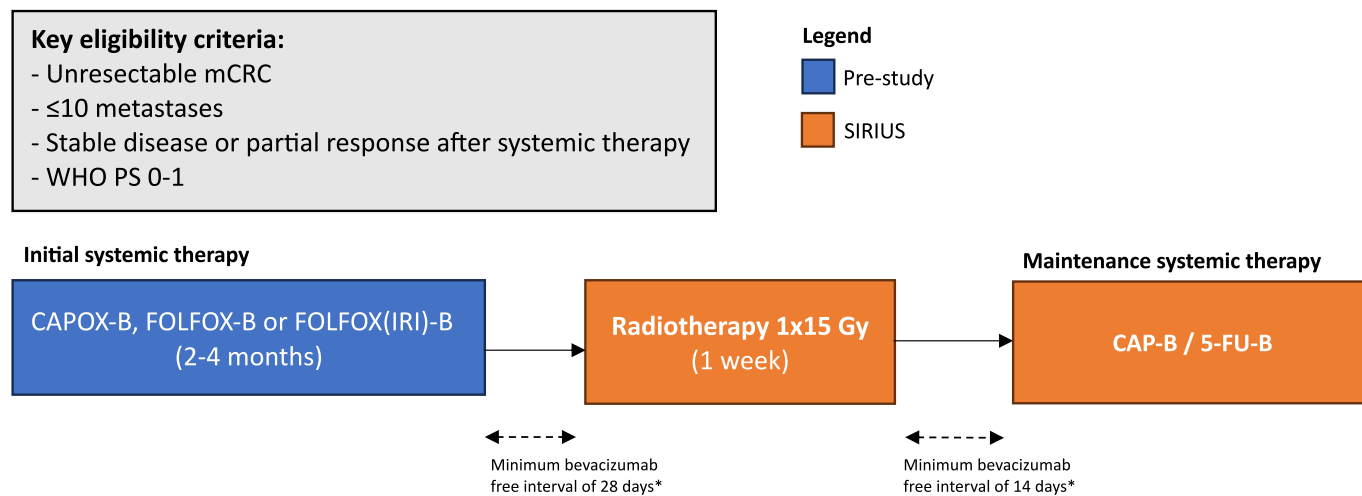 Key eligibility criteria:
- Unresectable mCRC
- ≤10 metastases
- Stable disease or partial response after systemic therapy
- WHO PS 0-1
Legend
Pre-study
SIRIUS
Initial systemic therapy
CAPOX-B, FOLFOX-B or FOLFOX(IRI)-B
(2-4 months)
Radiotherapy 1x15 Gy
(1 week)
Maintenance systemic therapy
CAP-B / 5-FU-B
Minimum bevacizumab
free interval of 28 days*
Minimum bevacizumab
free interval of 14 days*